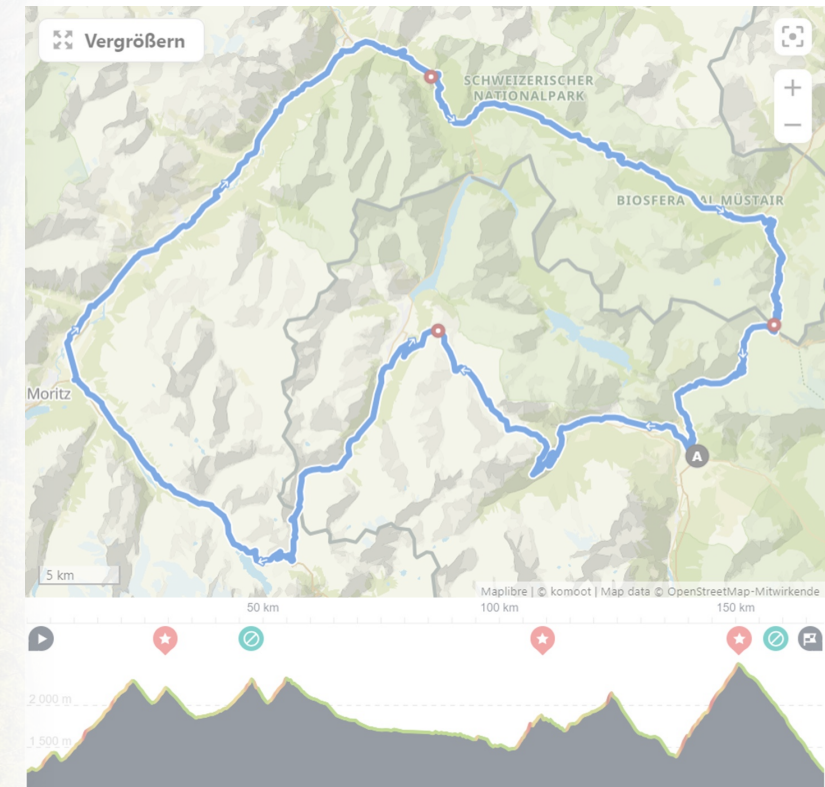 Vergrößern
SCHWEIZERISCHER
NATIONALPARK
+
−
BIOSFERA VAL MÜSTAIR
Moritz
A
5 km
Maplibre | © komoot | Map data © OpenStreetMap-Mitwirkende
50 km
100 km
150 km
2 000 m
1 500 m